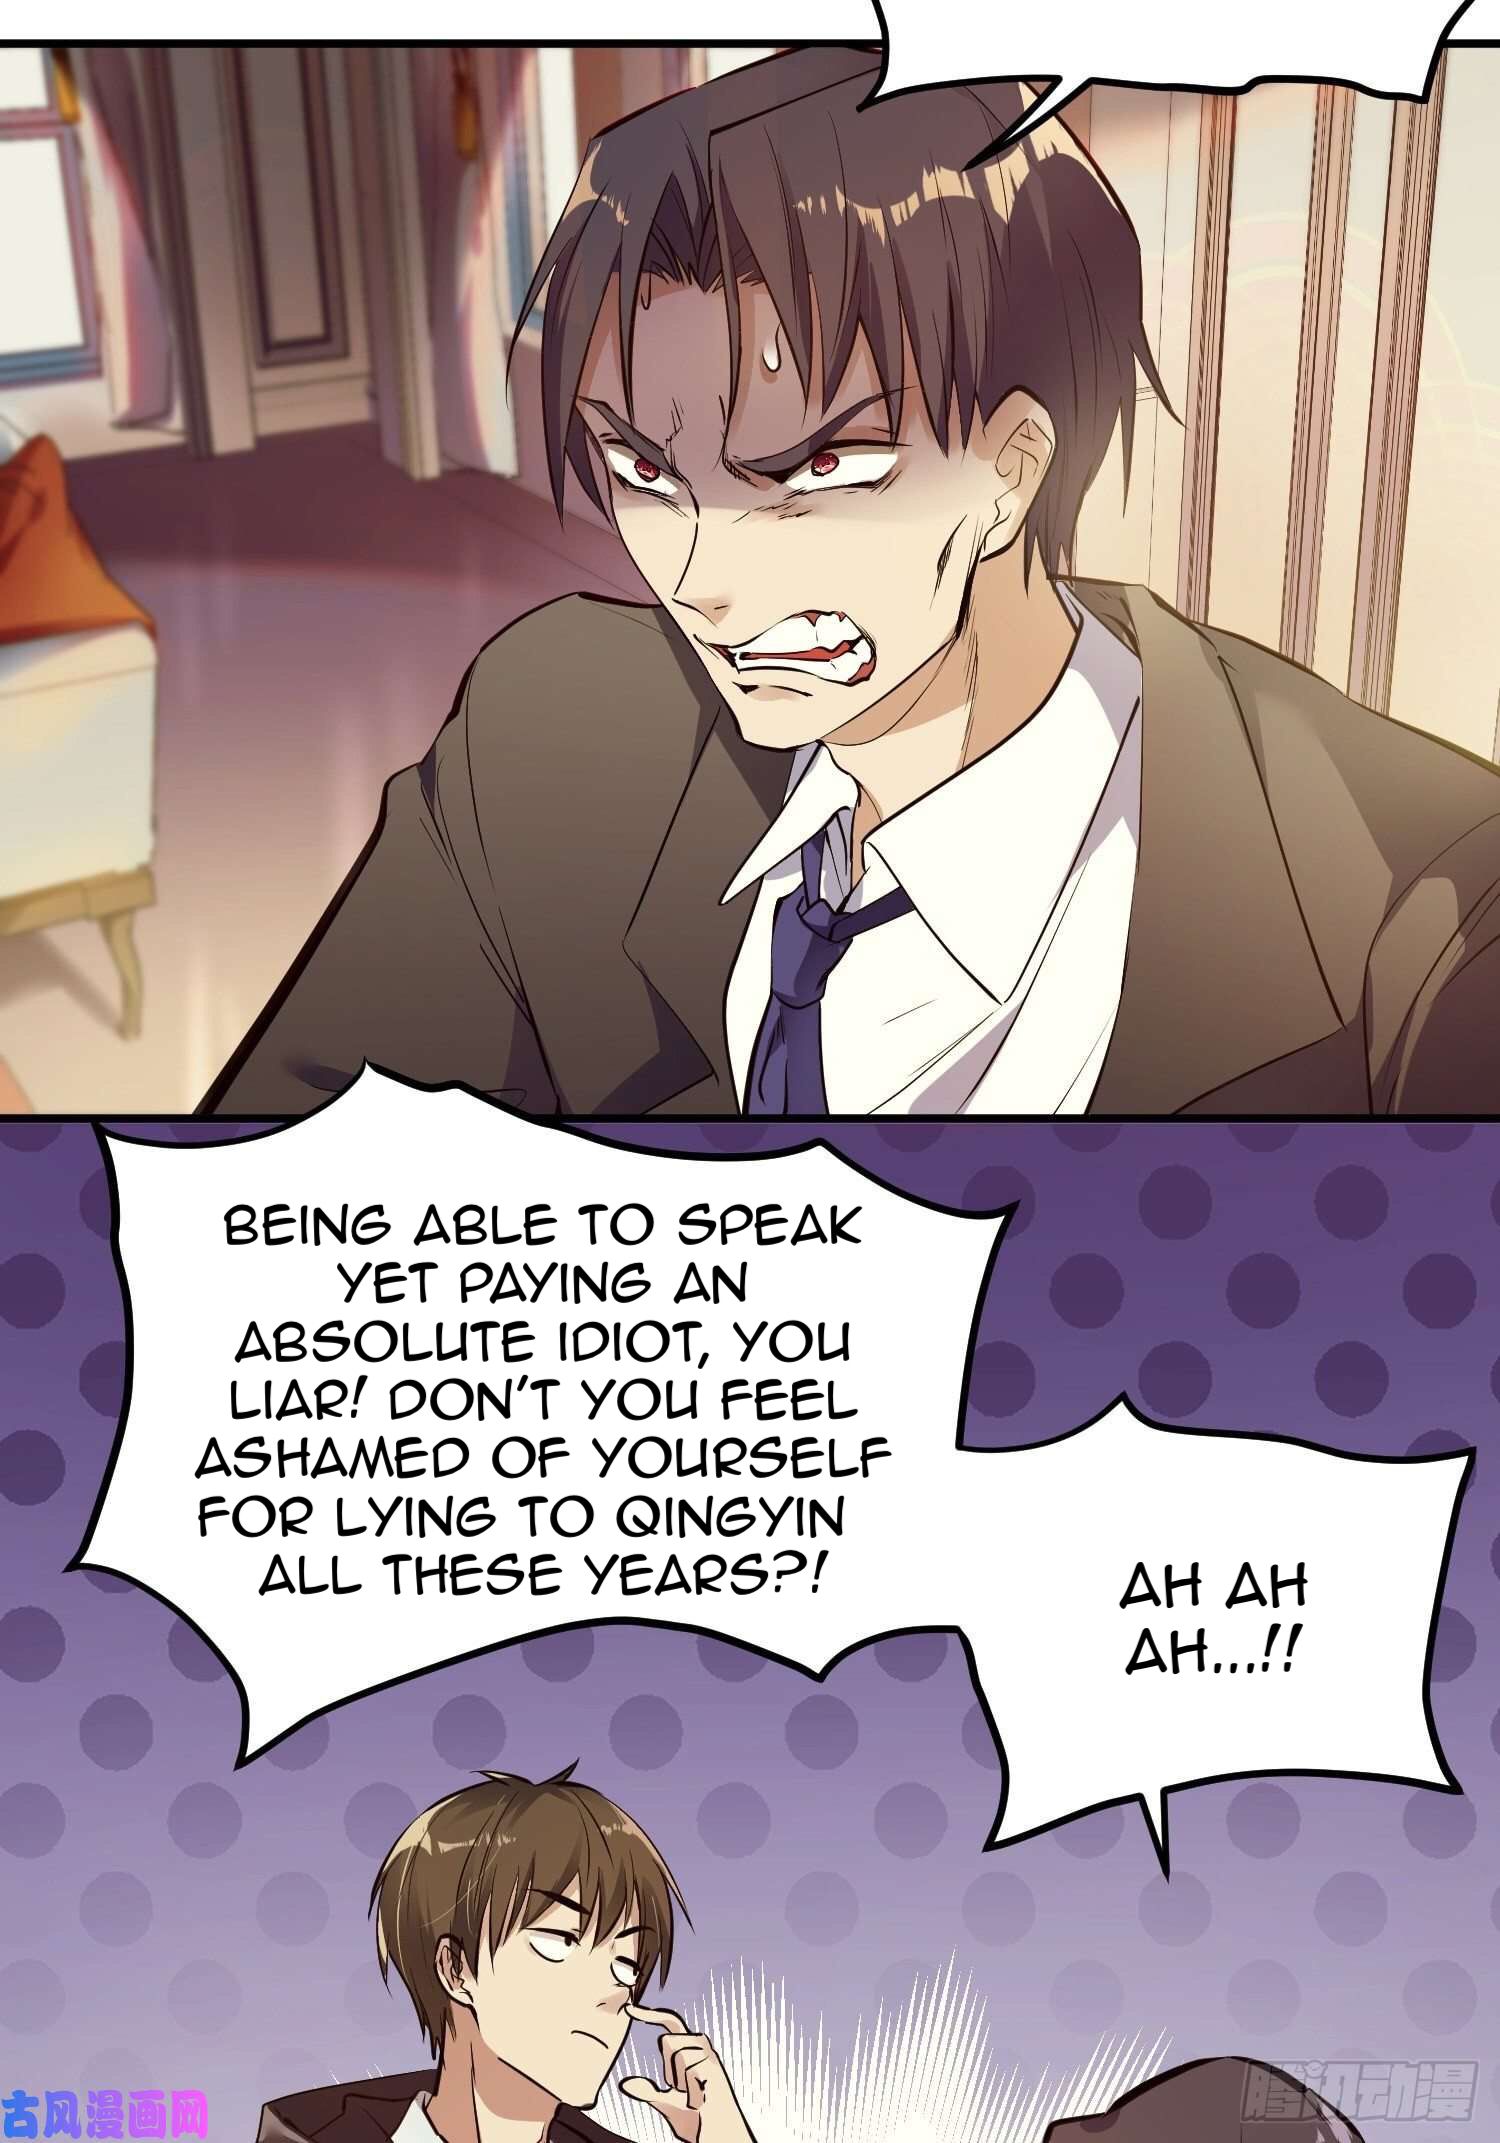 BEING ABLE TO SPEAK
YET PAYING AN
ABSOLUTE IDIOT, YOU
LIAR! DON'T YOU FEEL
ASHAMED OF YOURSELF
FOR LYING TO QINGYIN
ALL THESE YEARS?!
AH AH
AH...!!
古风漫画网
腾讯动漫